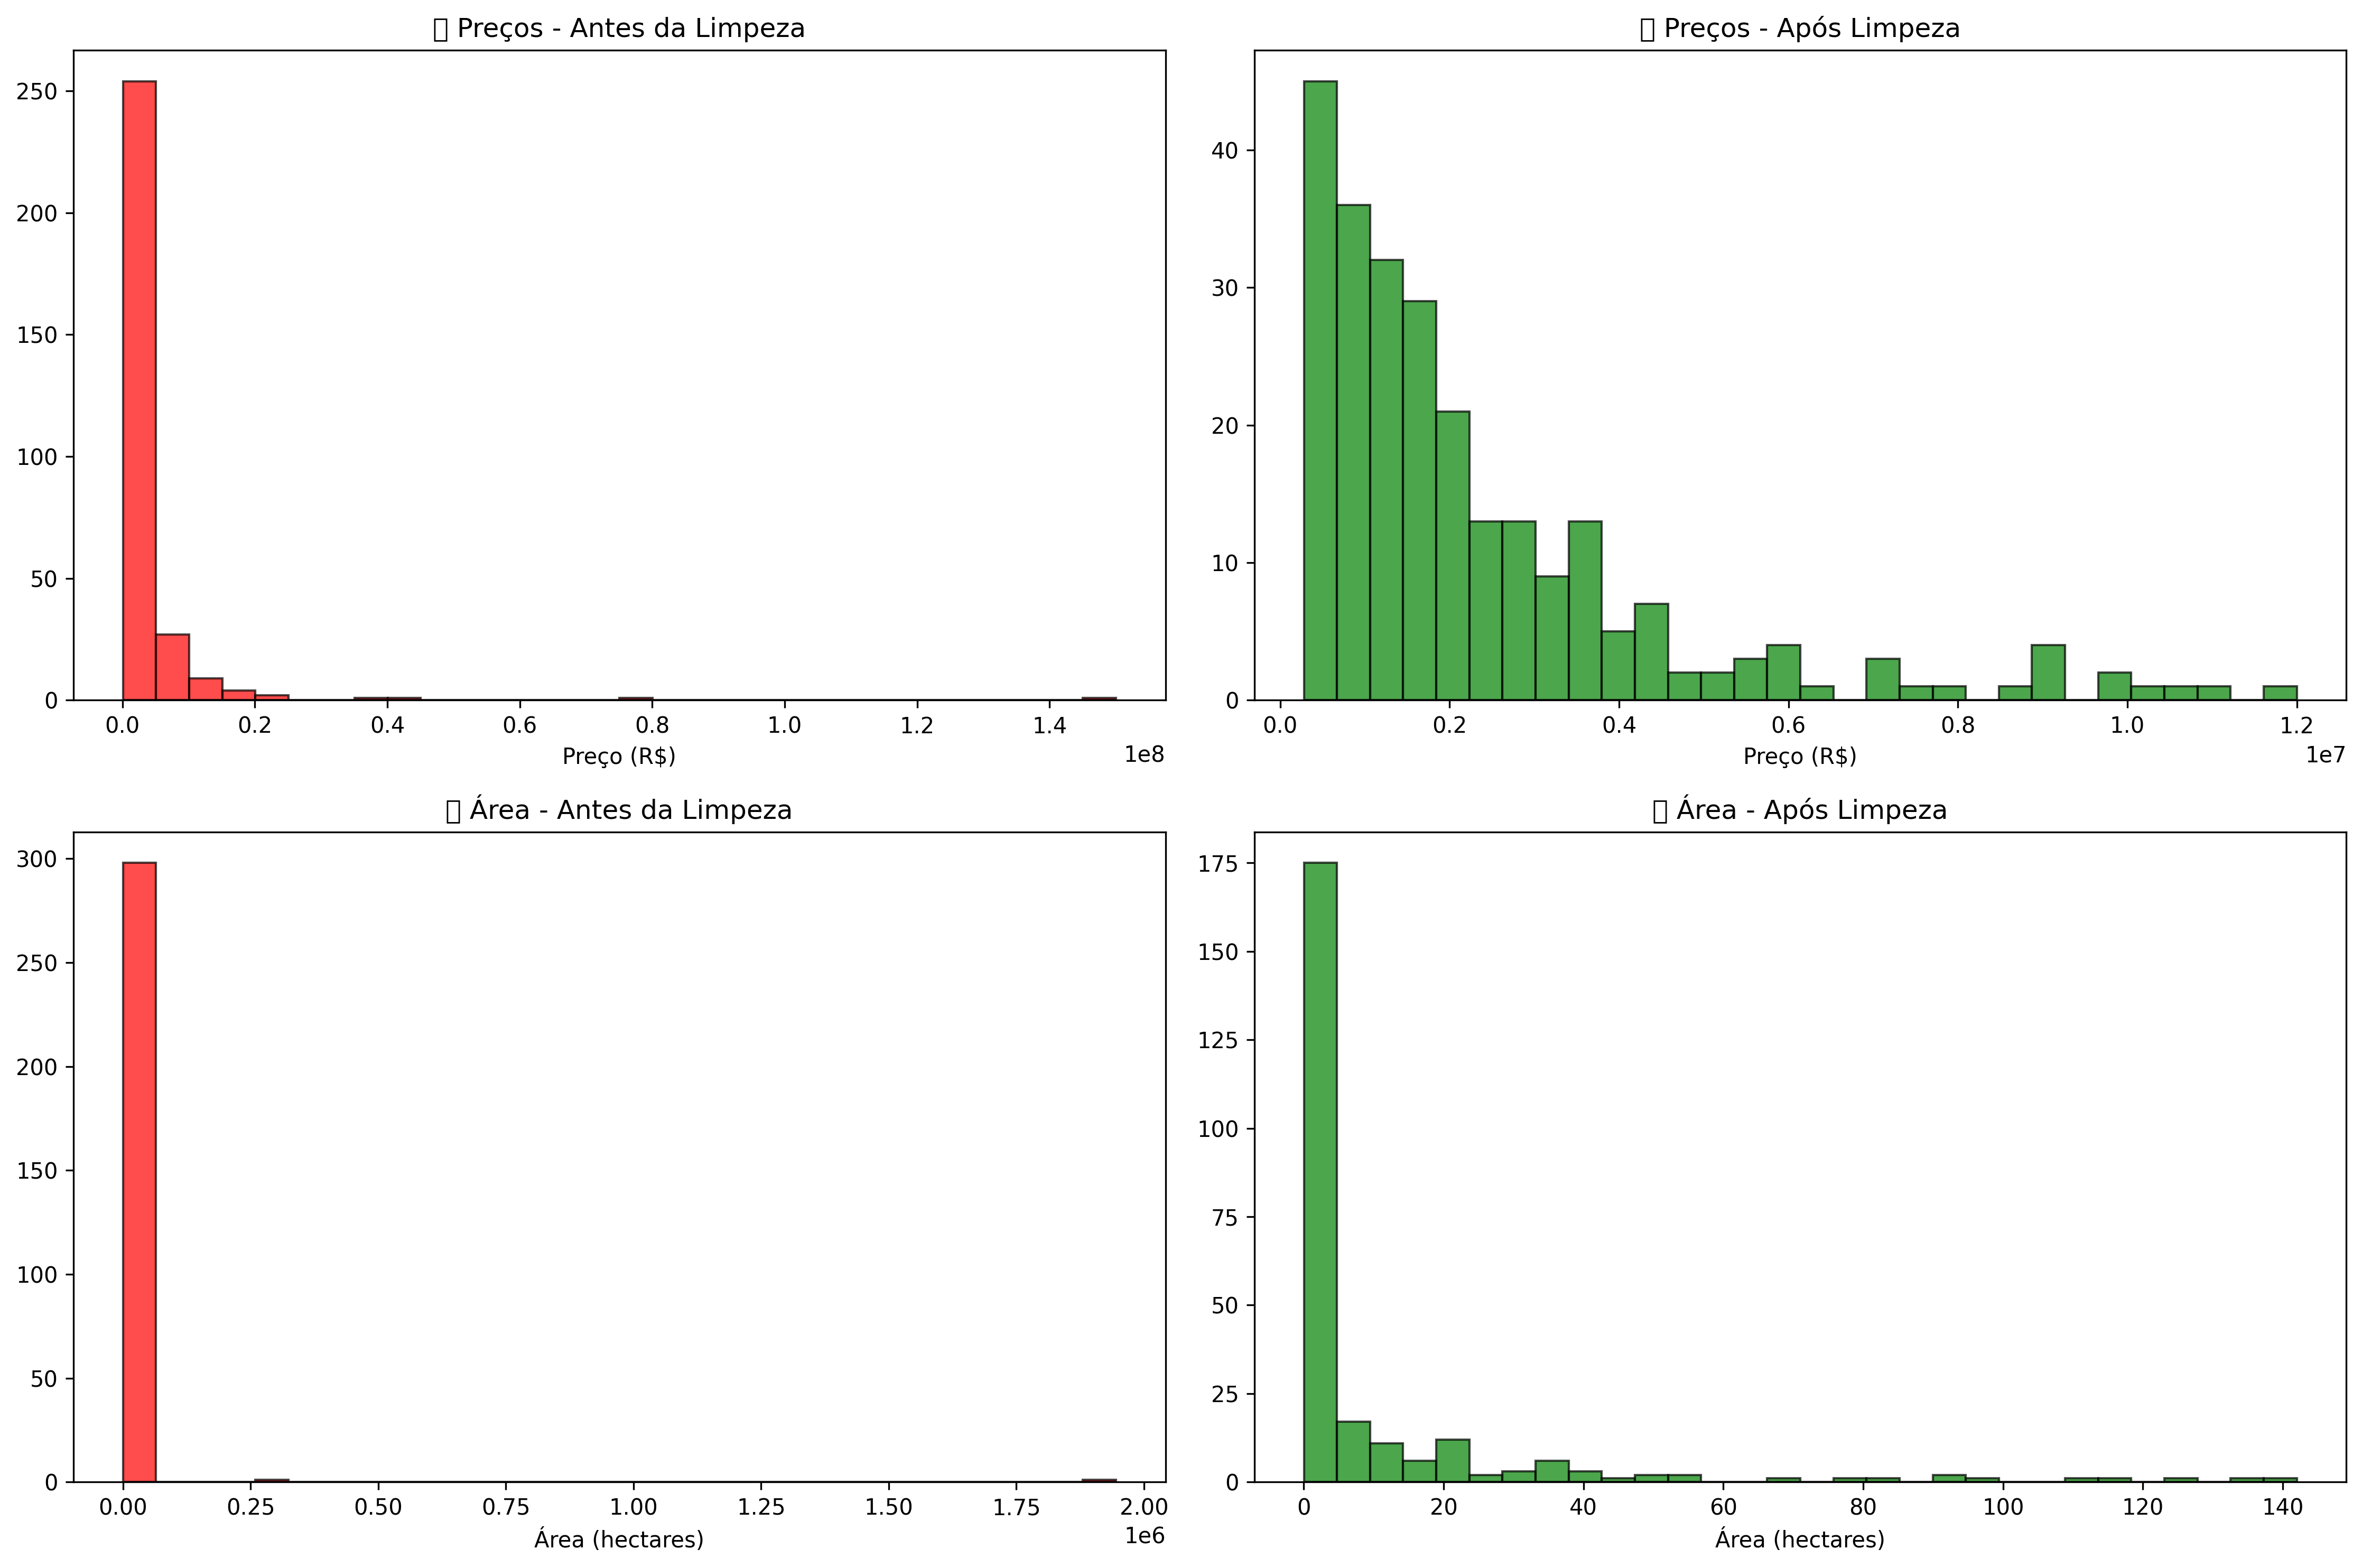 ▯ Preços - Antes da Limpeza
250
200
150
100
50
0
0.0 0.2 0.4 0.6 0.8 1.0 1.2 1.4
1e8
Preço (R$)
▯ Preços - Após Limpeza
40
30
20
10
0
0.0 0.2 0.4 0.6 0.8 1.0 1.2
1e7
Preço (R$)
▯ Área - Antes da Limpeza
300
250
200
150
100
50
0
0.00 0.25 0.50 0.75 1.00 1.25 1.50 1.75 2.00
1e6
Área (hectares)
▯ Área - Após Limpeza
175
150
125
100
75
50
25
0
0 20 40 60 80 100 120 140
Área (hectares)